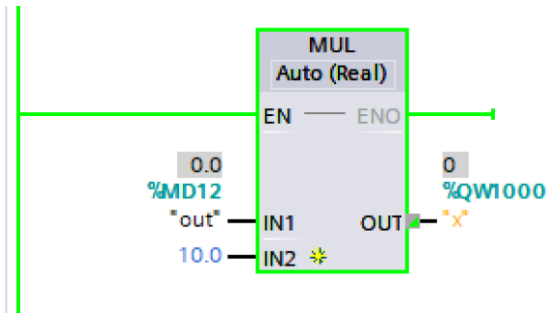 MUL
Auto (Real)
EN ENO
0.0 0
%MD12 %QW1000
"out" IN1 OUT "x"
10.0 IN2